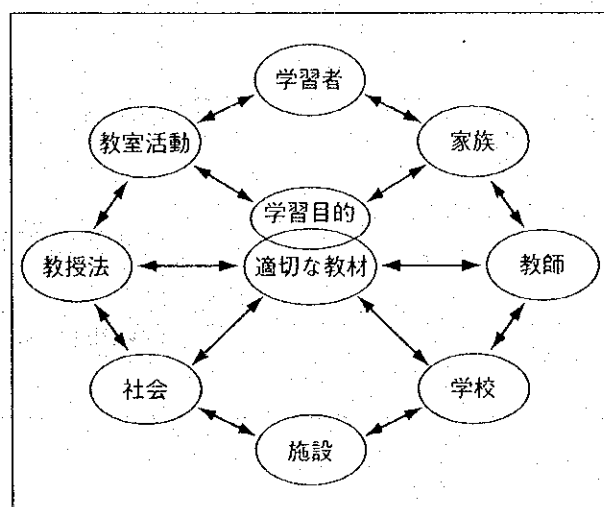 学習者
教室活動
家族
学習目的
教授法
適切な教材
教師
社会
学校
施設